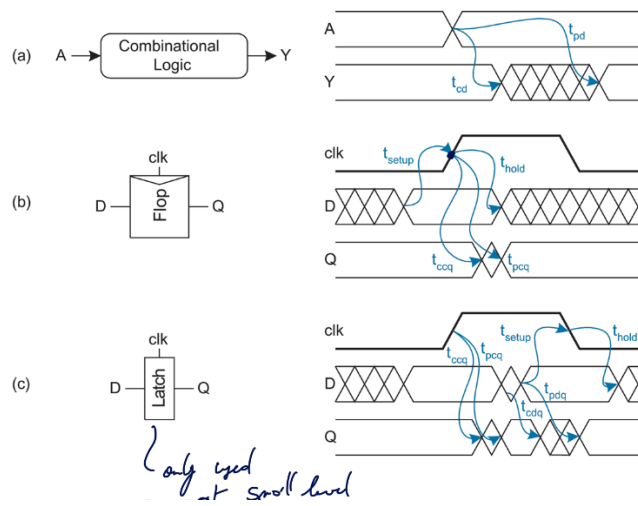 (a)
A
Combinational
Logic
Y
A
t_pd
Y
t_cd
(b)
clk
D
Flop
Q
clk
t_setup
t_hold
D
Q
t_ccq
t_pcq
(c)
clk
D
Latch
Q
clk
t_ccq
t_pcq
t_setup
t_hold
D
t_cdq
t_pdq
Q
only used
at small level